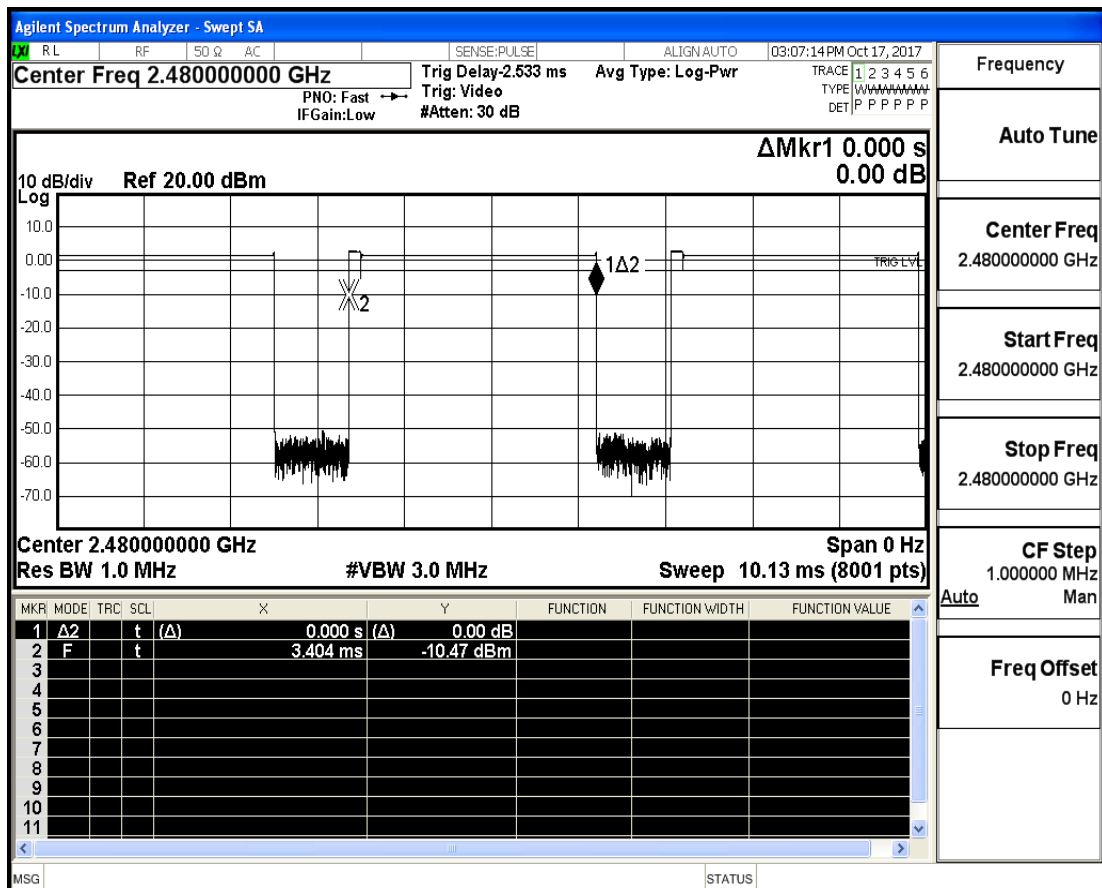 Agilent Spectrum Analyzer - Swept SA
LXI RL RF 50 Ω AC SENSE:PULSE ALIGN AUTO 03:07:14 PM Oct 17, 2017
Center Freq 2.480000000 GHz
PNO: Fast
IFGain:Low
Trig Delay-2.533 ms
Trig: Video
#Atten: 30 dB
Avg Type: Log-Pwr
TRACE 1 2 3 4 5 6
TYPE WWWWWW
DET P P P P P P
ΔMkr1 0.000 s
0.00 dB
10 dB/div Ref 20.00 dBm
Log
10.0
0.00
-10.0
-20.0
-30.0
-40.0
-50.0
-60.0
-70.0
1Δ2
2
TRIG LVL
Center 2.480000000 GHz Span 0 Hz
Res BW 1.0 MHz #VBW 3.0 MHz Sweep 10.13 ms (8001 pts)
MKR MODE TRC SCL X Y FUNCTION FUNCTION WIDTH FUNCTION VALUE
1 Δ2 t (Δ) 0.000 s (Δ) 0.00 dB
2 F t 3.404 ms -10.47 dBm
3
4
5
6
7
8
9
10
11
MSG STATUS
Frequency
Auto Tune
Center Freq
2.480000000 GHz
Start Freq
2.480000000 GHz
Stop Freq
2.480000000 GHz
CF Step
1.000000 MHz
Auto Man
Freq Offset
0 Hz